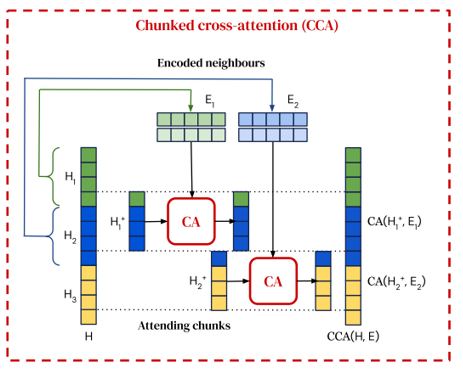 Chunked cross-attention (CCA)
Encoded neighbours
E1
E2
H1
H2
H3
H1+
CA
CA(H1+, E1)
H2+
CA
CA(H2+, E2)
Attending chunks
H
CCA(H, E)